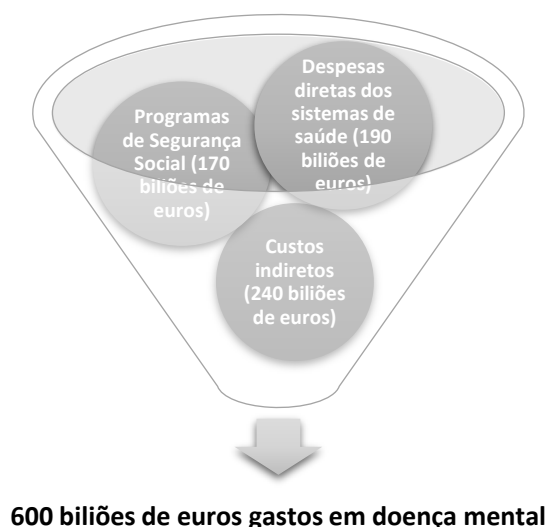 Despesas
diretas dos
sistemas de
saúde (190
biliões de
euros)
Programas
de Segurança
Social (170
biliões de
euros)
Custos
indiretos
(240 biliões
de euros)
600 biliões de euros gastos em doença mental